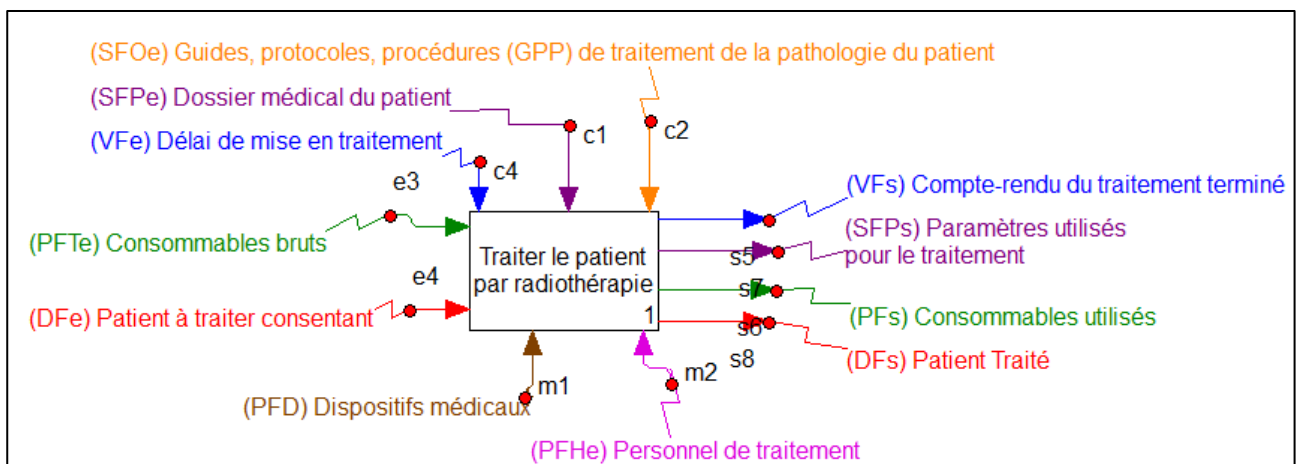 (SFOe) Guides, protocoles, procédures (GPP) de traitement de la pathologie du patient
(SFPe) Dossier médical du patient
c1
c2
(VFe) Délai de mise en traitement
c4
e3
(VFs) Compte-rendu du traitement terminé
(PFTe) Consommables bruts
Traiter le patient
par radiothérapie
1
(SFPs) Paramètres utilisés
pour le traitement
s5
e4
s7
(DFe) Patient à traiter consentant
(PFs) Consommables utilisés
s6
s8
(DFs) Patient Traité
m1
m2
(PFD) Dispositifs médicaux
(PFHe) Personnel de traitement